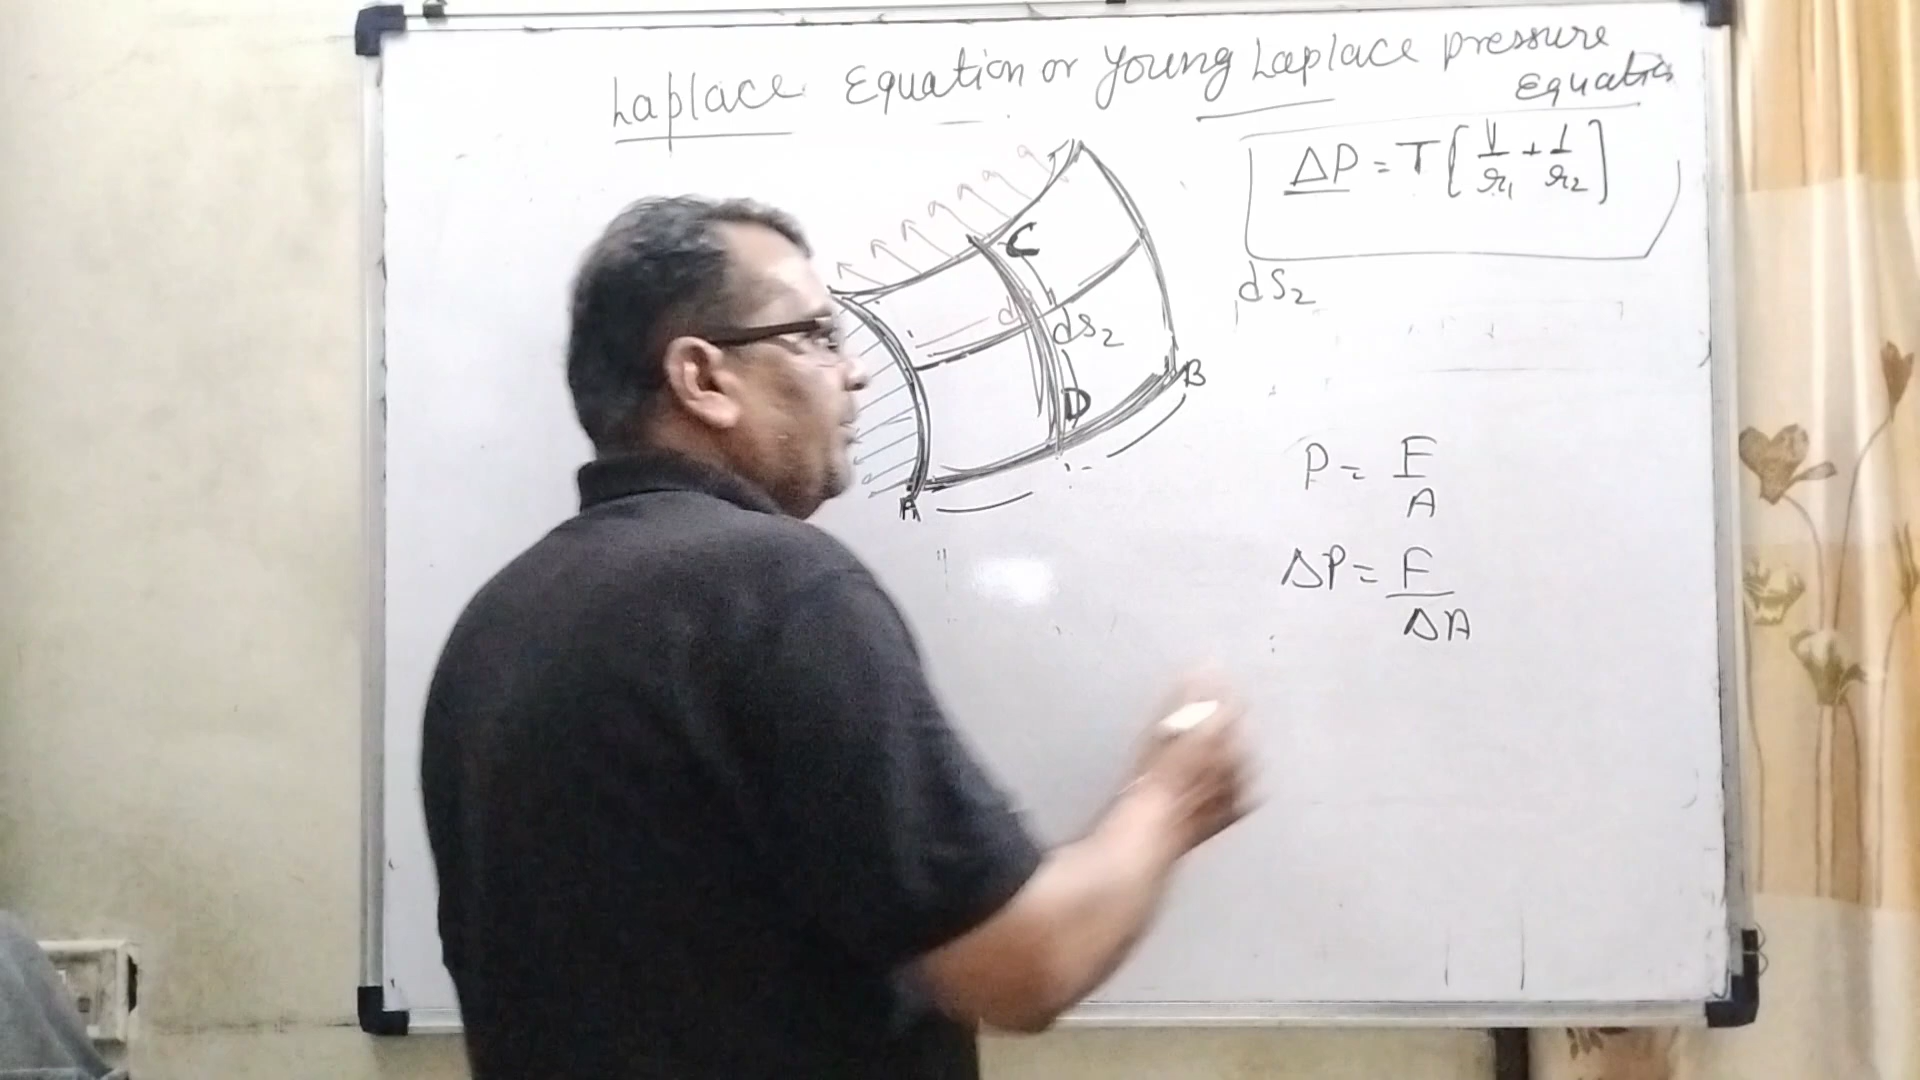 Laplace Equation or Young Laplace pressure
Equation
ΔP = T[1/r₁ + 1/r₂]
C
dS₂
dS₂
B
D
A
P = F/A
ΔP = F/ΔA